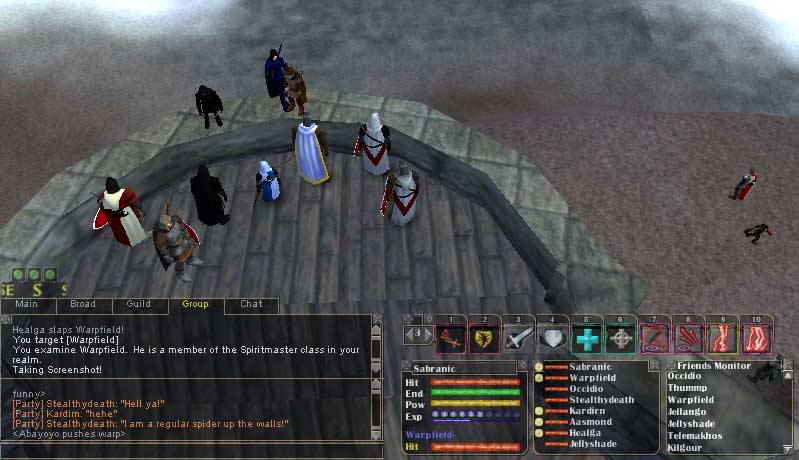 SE S S
Main Broad Guild Group Chat
Healga slaps Warpfield!
You target [Warpfield]
You examine Warpfield. He is a member of the Spiritmaster class in your
realm.
Taking Screenshot!
funny>
[Party] Stealthydeath: "Hell ya!"
[Party] Kardirn: "hehe"
[Party] Stealthydeath: "I am a regular spider up the walls!"
<Abayoyo pushes warp>
3
1 2 3 4 5 6 7 8 9 10
Sabranic
Hit
End
Pow
Exp
Warpfield-
Hit
Sabranic
Warpfield
Occidio
Stealthydeath
Kardirn
Aasmond
Healga
Jellyshade
Friends Monitor
Occidio
Thummp
Warpfield
Jellango
Jellyshade
Telemakhos
Kilgour